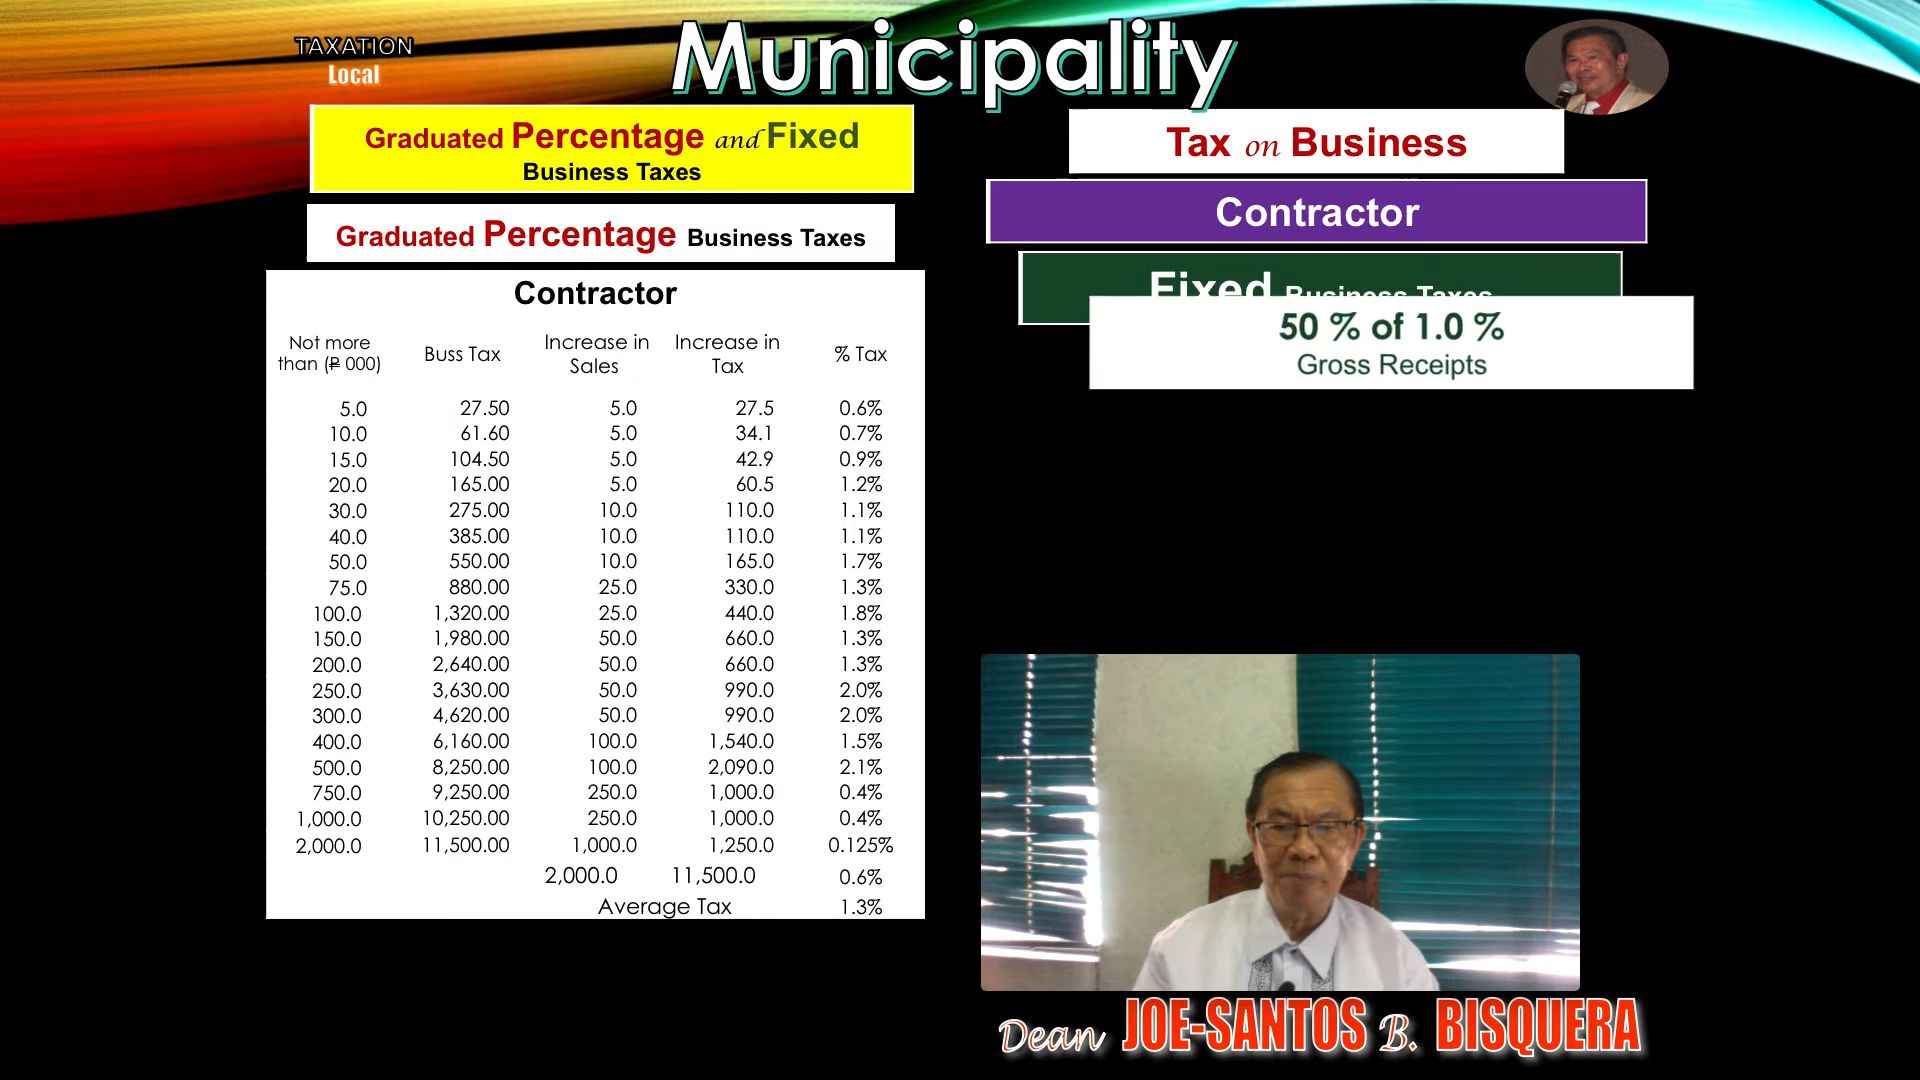 TAXATION
Local
Municipality
Graduated Percentage and Fixed
Business Taxes
Graduated Percentage Business Taxes
Contractor
Not more than (₱ 000) Buss Tax Increase in Sales Increase in Tax % Tax
5.0 27.50 5.0 27.5 0.6%
10.0 61.60 5.0 34.1 0.7%
15.0 104.50 5.0 42.9 0.9%
20.0 165.00 5.0 60.5 1.2%
30.0 275.00 10.0 110.0 1.1%
40.0 385.00 10.0 110.0 1.1%
50.0 550.00 10.0 165.0 1.7%
75.0 880.00 25.0 330.0 1.3%
100.0 1,320.00 25.0 440.0 1.8%
150.0 1,980.00 50.0 660.0 1.3%
200.0 2,640.00 50.0 660.0 1.3%
250.0 3,630.00 50.0 990.0 2.0%
300.0 4,620.00 50.0 990.0 2.0%
400.0 6,160.00 100.0 1,540.0 1.5%
500.0 8,250.00 100.0 2,090.0 2.1%
750.0 9,250.00 250.0 1,000.0 0.4%
1,000.0 10,250.00 250.0 1,000.0 0.4%
2,000.0 11,500.00 1,000.0 1,250.0 0.125%
2,000.0 11,500.0 0.6%
Average Tax 1.3%
Tax on Business
Contractor
Fixed Business Taxes
50 % of 1.0 %
Gross Receipts
Dean JOE-SANTOS B. BISQUERA